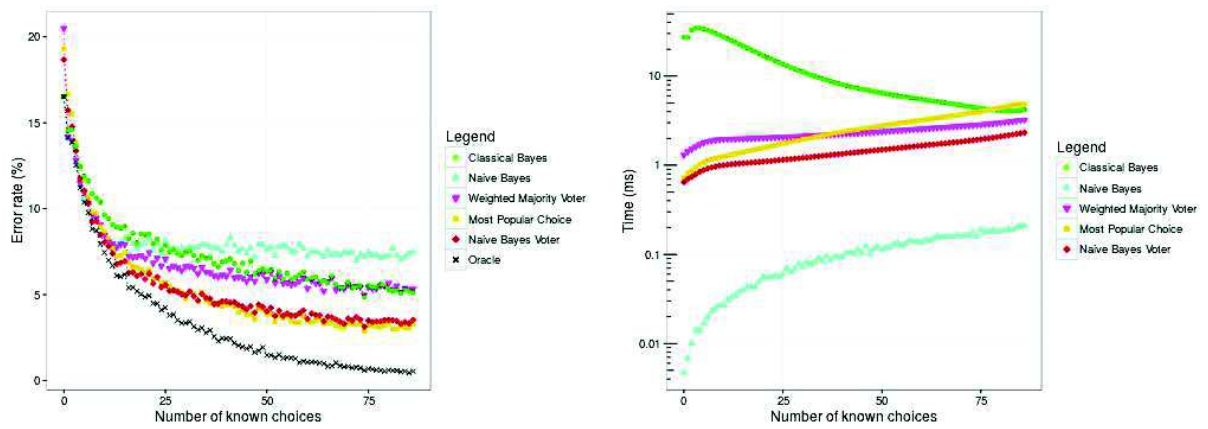 20
15
10
5
0
Error rate (%)
0
25
50
75
Number of known choices
Legend
Classical Bayes
Naive Bayes
Weighted Majority Voter
Most Popular Choice
Naive Bayes Voter
Oracle
10
1
0.1
0.01
Time (ms)
0
25
50
75
Number of known choices
Legend
Classical Bayes
Naive Bayes
Weighted Majority Voter
Most Popular Choice
Naive Bayes Voter